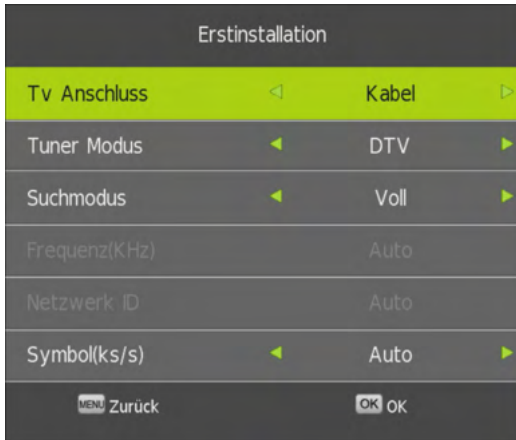 Erstinstallation
Tv Anschluss Kabel
Tuner Modus DTV
Suchmodus Voll
Frequenz(KHz) Auto
Netzwerk ID Auto
Symbol(ks/s) Auto
MENU Zurück OK OK